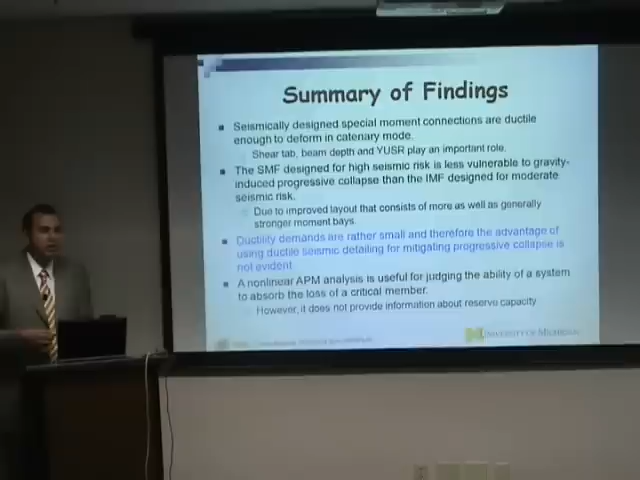 Summary of Findings
Seismically designed special moment connections are ductile
enough to deform in catenary mode.
Shear tab, beam depth and YUSR play an important role.
The SMF designed for high seismic risk is less vulnerable to gravity-
induced progressive collapse than the IMF designed for moderate
seismic risk.
Due to improved layout that consists of more as well as generally
stronger moment bays.
Ductility demands are rather small and therefore the advantage of
using ductile seismic detailing for mitigating progressive collapse is
not evident
A nonlinear APM analysis is useful for judging the ability of a system
to absorb the loss of a critical member.
However, it does not provide information about reserve capacity
UNIVERSITY OF MICHIGAN